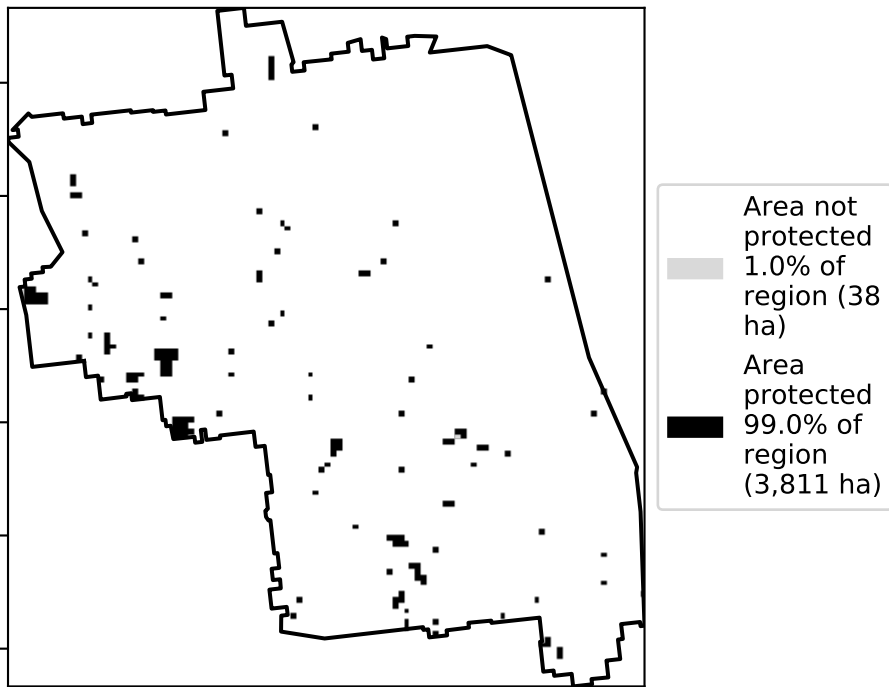 Area not
protected
1.0% of
region (38
ha)
Area
protected
99.0% of
region
(3,811 ha)